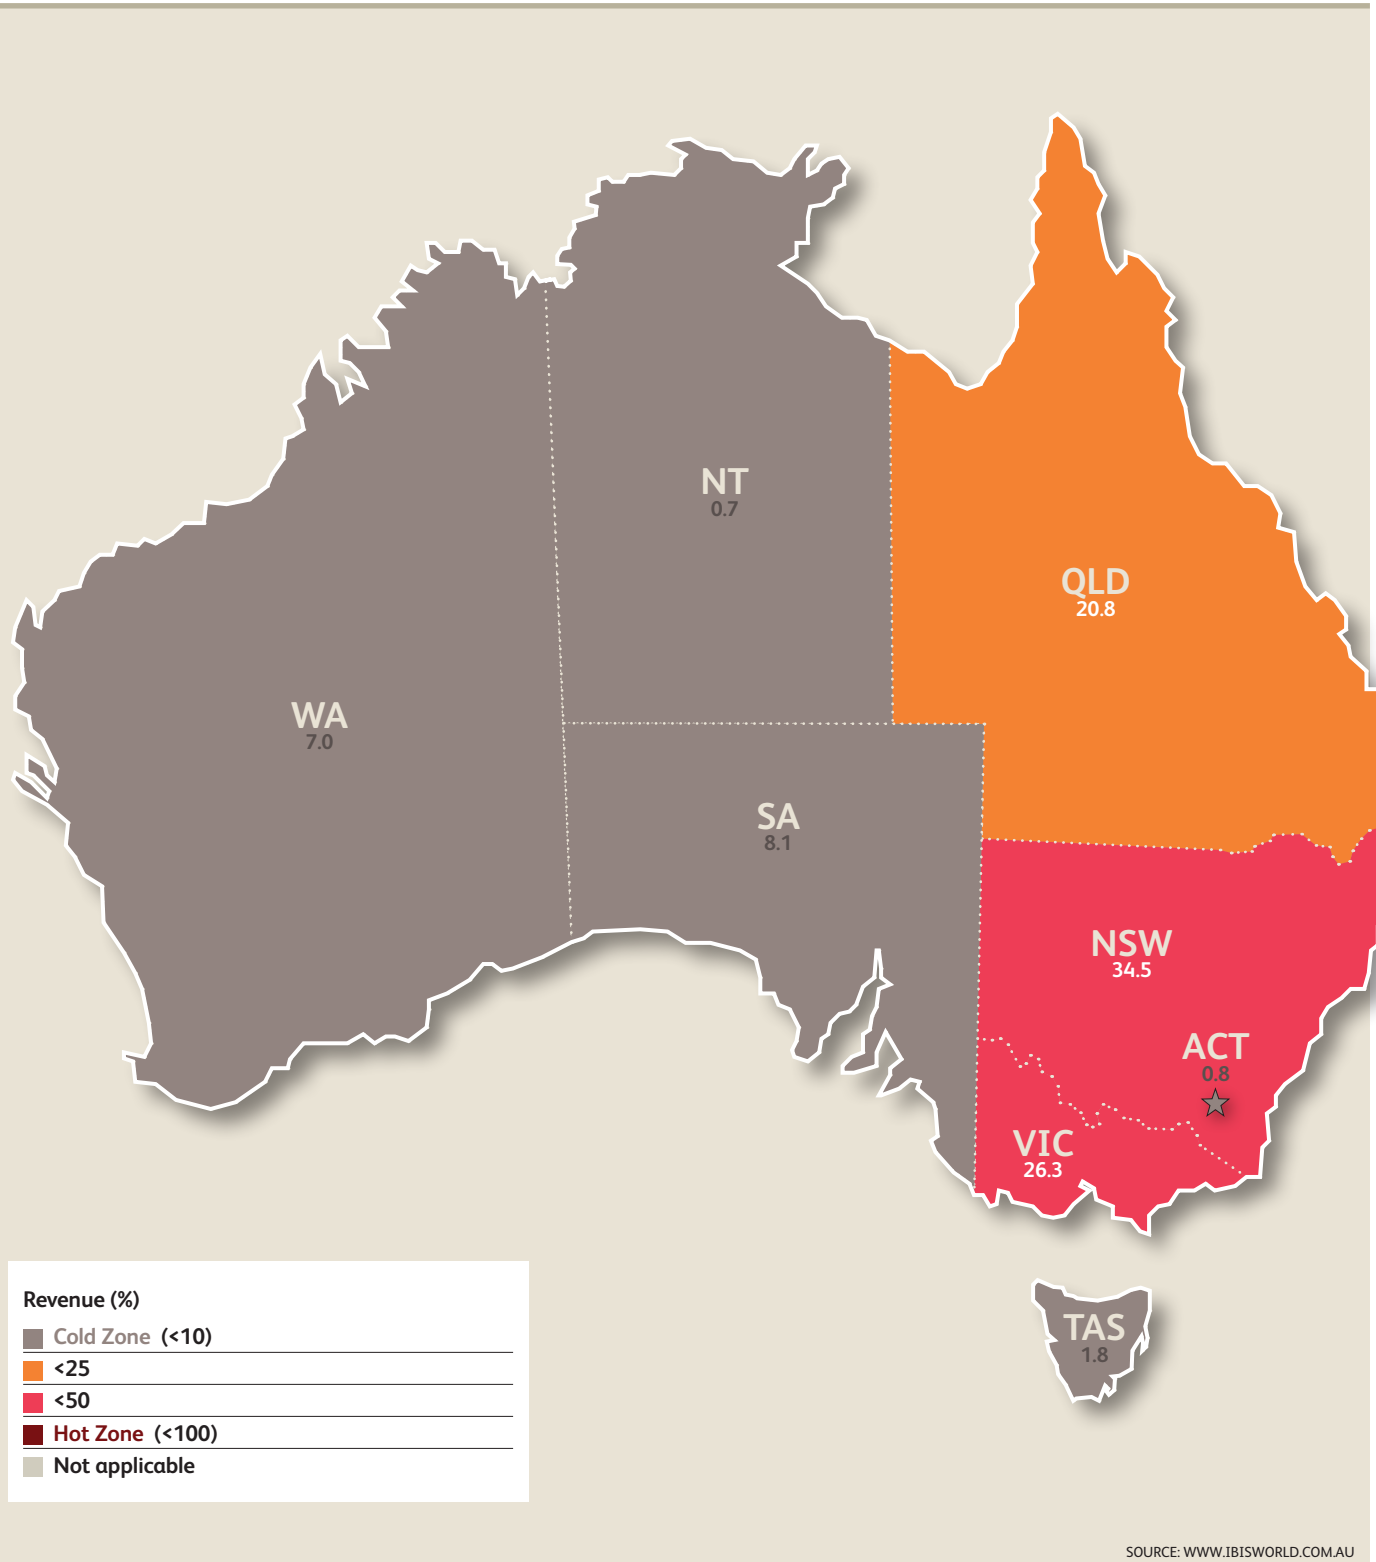 NT
0.7
QLD
20.8
WA
7.0
SA
8.1
NSW
34.5
ACT
0.8
VIC
26.3
TAS
1.8
Revenue (%)
Cold Zone (<10)
<25
<50
Hot Zone (<100)
Not applicable
SOURCE: WWW.IBISWORLD.COM.AU